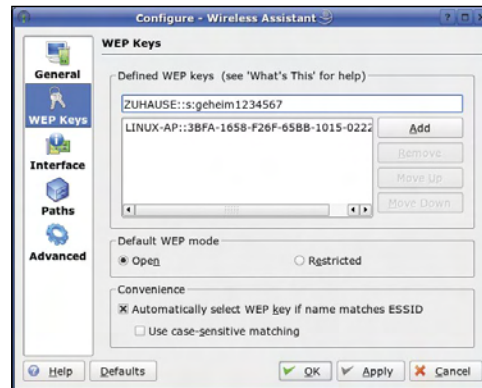 Configure - Wireless Assistant
General
WEP Keys
Interface
Paths
Advanced
WEP Keys
Defined WEP keys (see 'What's This' for help)
ZUHAUSE::s:geheim1234567
LINUX-AP::3BFA-1658-F26F-65BB-1015-0222
Add
Remove
Move Up
Move Down
Default WEP mode
Open
Restricted
Convenience
Automatically select WEP key if name matches ESSID
Use case-sensitive matching
Help
Defaults
OK
Apply
Cancel